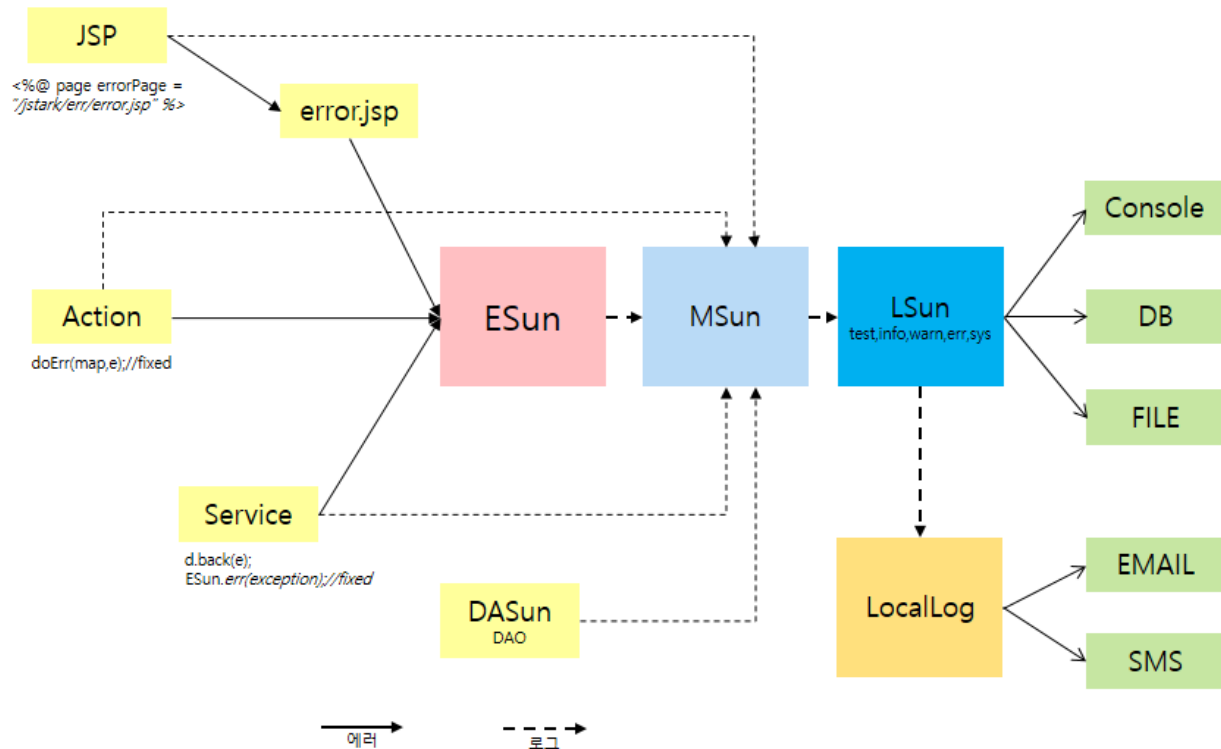 JSP
<%@ page errorPage =
"/jstark/err/error.jsp" %>
error.jsp
Console
Action
doErr(map,e);//fixed
ESun
MSun
LSun
test,info,warn,err,sys
DB
FILE
Service
d.back(e);
ESun.err(exception);//fixed
DASun
DAO
LocalLog
EMAIL
SMS
에러
로그